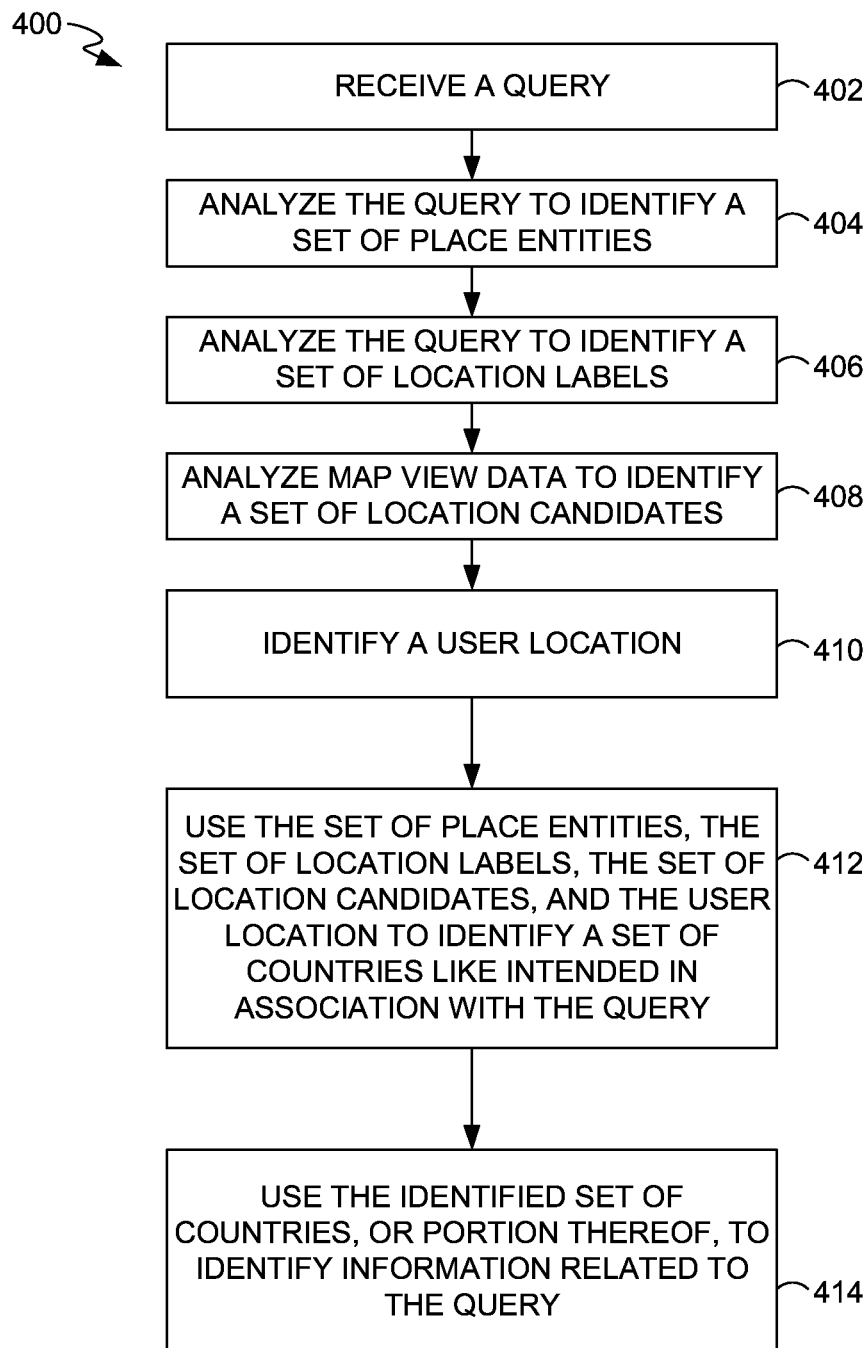 400
RECEIVE A QUERY
402
ANALYZE THE QUERY TO IDENTIFY A
SET OF PLACE ENTITIES
404
ANALYZE THE QUERY TO IDENTIFY A
SET OF LOCATION LABELS
406
ANALYZE MAP VIEW DATA TO IDENTIFY
A SET OF LOCATION CANDIDATES
408
IDENTIFY A USER LOCATION
410
USE THE SET OF PLACE ENTITIES, THE
SET OF LOCATION LABELS, THE SET OF
LOCATION CANDIDATES, AND THE USER
LOCATION TO IDENTIFY A SET OF
COUNTRIES LIKE INTENDED IN
ASSOCIATION WITH THE QUERY
412
USE THE IDENTIFIED SET OF
COUNTRIES, OR PORTION THEREOF, TO
IDENTIFY INFORMATION RELATED TO
THE QUERY
414